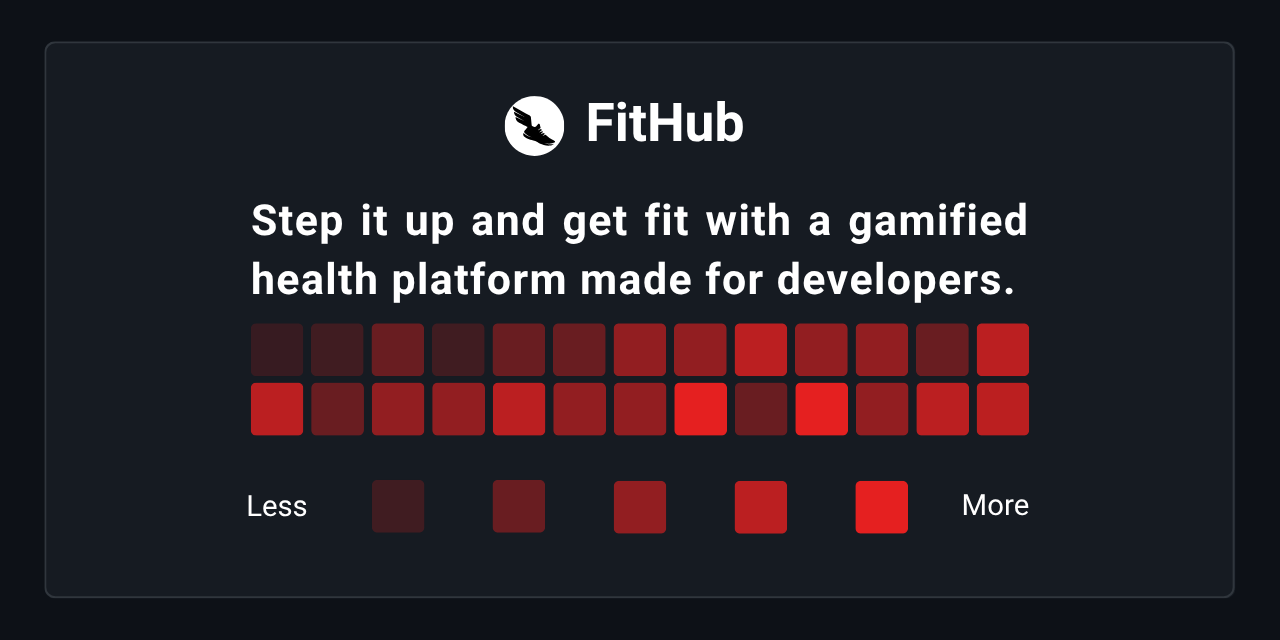 FitHub
Step it up and get fit with a gamified
health platform made for developers.
Less
More